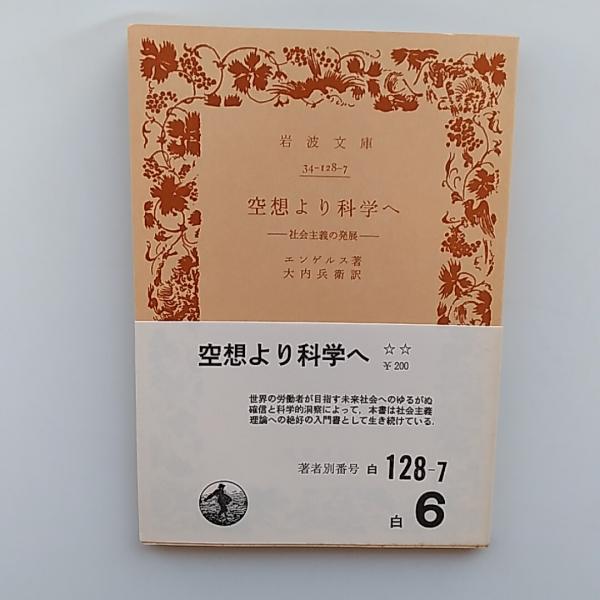 岩波文庫
34-128-7
空想より科学へ
―社会主義の発展―
エンゲルス著
大内兵衛訳
空想より科学へ ☆☆
¥200
世界の労働者が目指す未来社会へのゆるがぬ
確信と科学的洞察によって，本書は社会主義
理論への絶好の入門書として生き続けている.
著者別番号 白 128-7
白 6